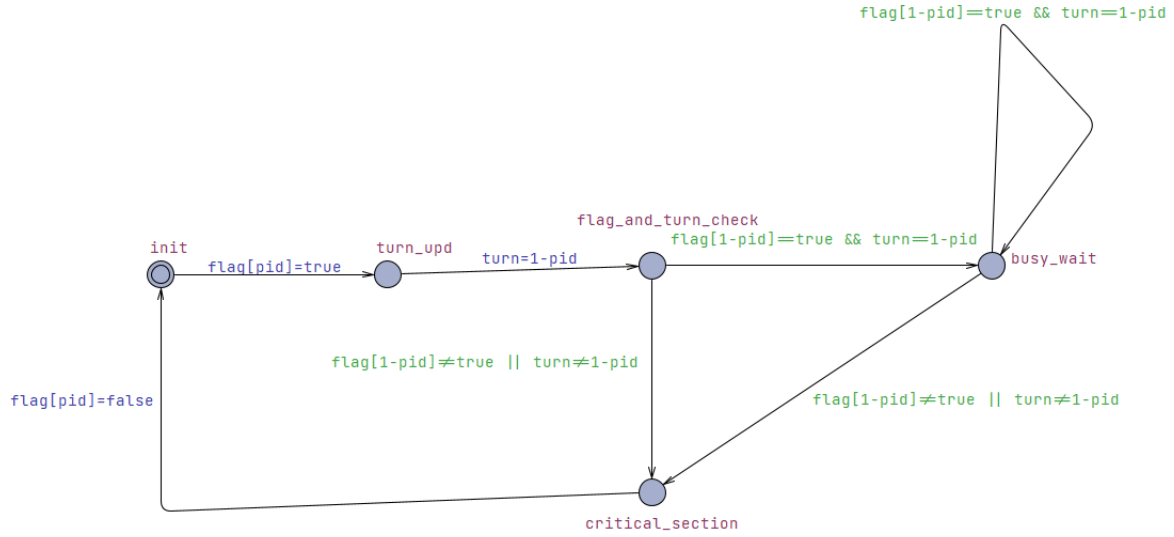 flag[1-pid]==true && turn==1-pid
flag_and_turn_check
init
turn_upd
flag[1-pid]==true && turn==1-pid
busy_wait
flag[pid]=true
turn=1-pid
flag[1-pid]≠true || turn≠1-pid
flag[pid]=false
flag[1-pid]≠true || turn≠1-pid
critical_section